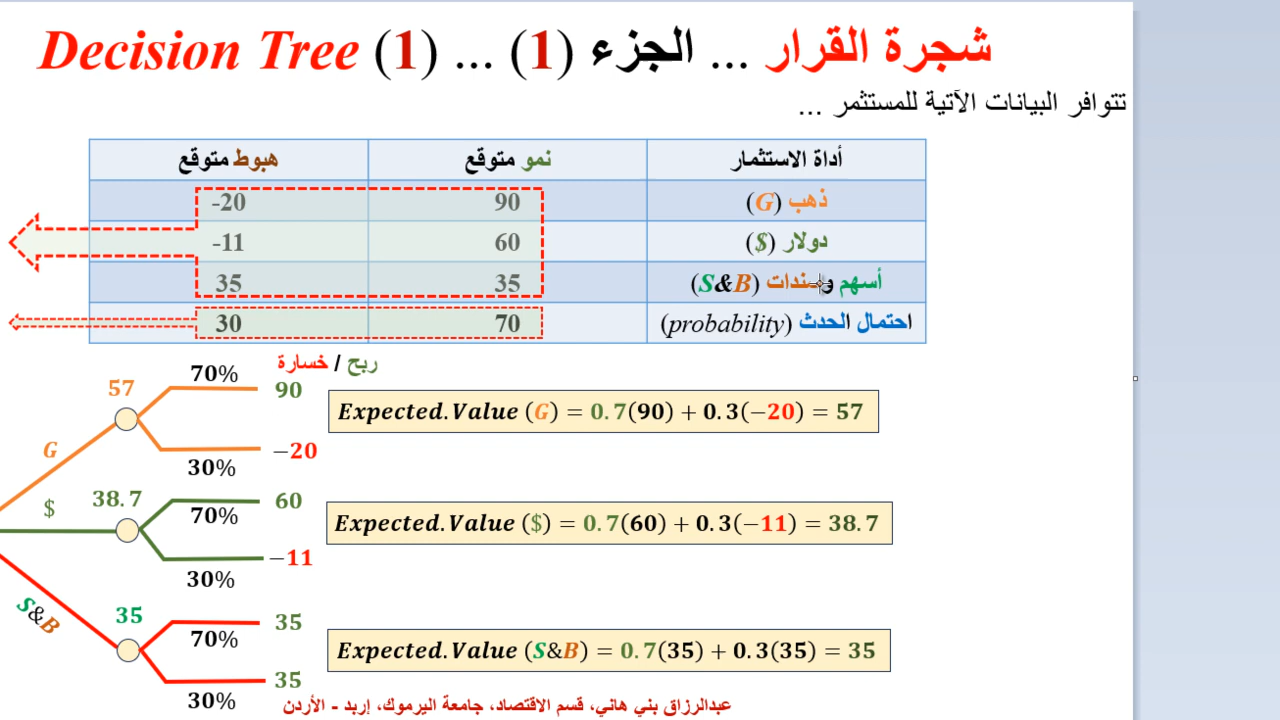 شجرة القرار ... الجزء (1) ... Decision Tree (1)
تتوافر البيانات الآتية للمستثمر ...
أداة الاستثمار نمو متوقع هبوط متوقع
ذهب (G) 90 -20
دولار ($) 60 -11
أسهم وسندات (S&B) 35 35
احتمال الحدث (probability) 70 30
ربح / خسارة
57 70% 90
Expected.Value (G) = 0.7(90) + 0.3(−20) = 57
G −20
30%
$ 38.7 60
70%
Expected.Value ($) = 0.7(60) + 0.3(−11) = 38.7
−11
30%
S&B 35 35
70%
Expected.Value (S&B) = 0.7(35) + 0.3(35) = 35
35
30%
عبدالرزاق بني هاني، قسم الاقتصاد، جامعة اليرموك، إربد - الأردن